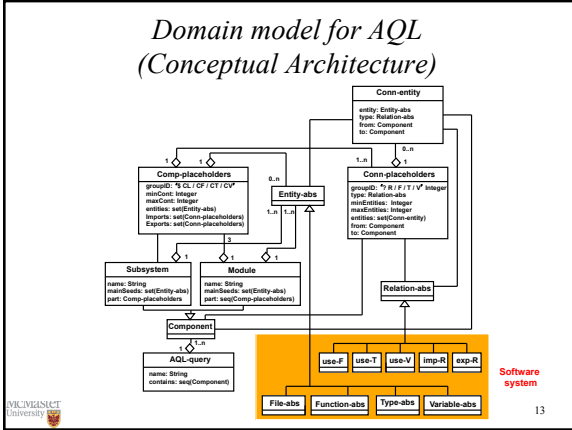 Domain model for AQL
(Conceptual Architecture)
Conn-entity
entity: Entity-abs
type: Relation-abs
from: Component
to: Component
1
1
1..n
0..n
1
Comp-placeholders
groupID: "$ CL / CF / CT / CV"
minCont: Integer
maxCont: Integer
entities: set(Entity-abs)
Imports: set(Conn-placeholders)
Exports: set(Conn-placeholders)
0..n
Entity-abs
1..n
1..n
Conn-placeholders
groupID: "? R / F / T / V" Integer
type: Relation-abs
minEntities: Integer
maxEntities: Integer
entities: set(Conn-entity)
from: Component
to: Component
3
1
1
1
Subsystem
name: String
mainSeeds: set(Entity-abs)
part: Comp-placeholders
Module
name: String
mainSeeds: set(Entity-abs)
part: seq(Comp-placeholders)
Relation-abs
Component
1..n
1
AQL-query
name: String
contains: seq(Component)
use-F
use-T
use-V
imp-R
exp-R
Software
system
File-abs
Function-abs
Type-abs
Variable-abs
McMaster
University
13